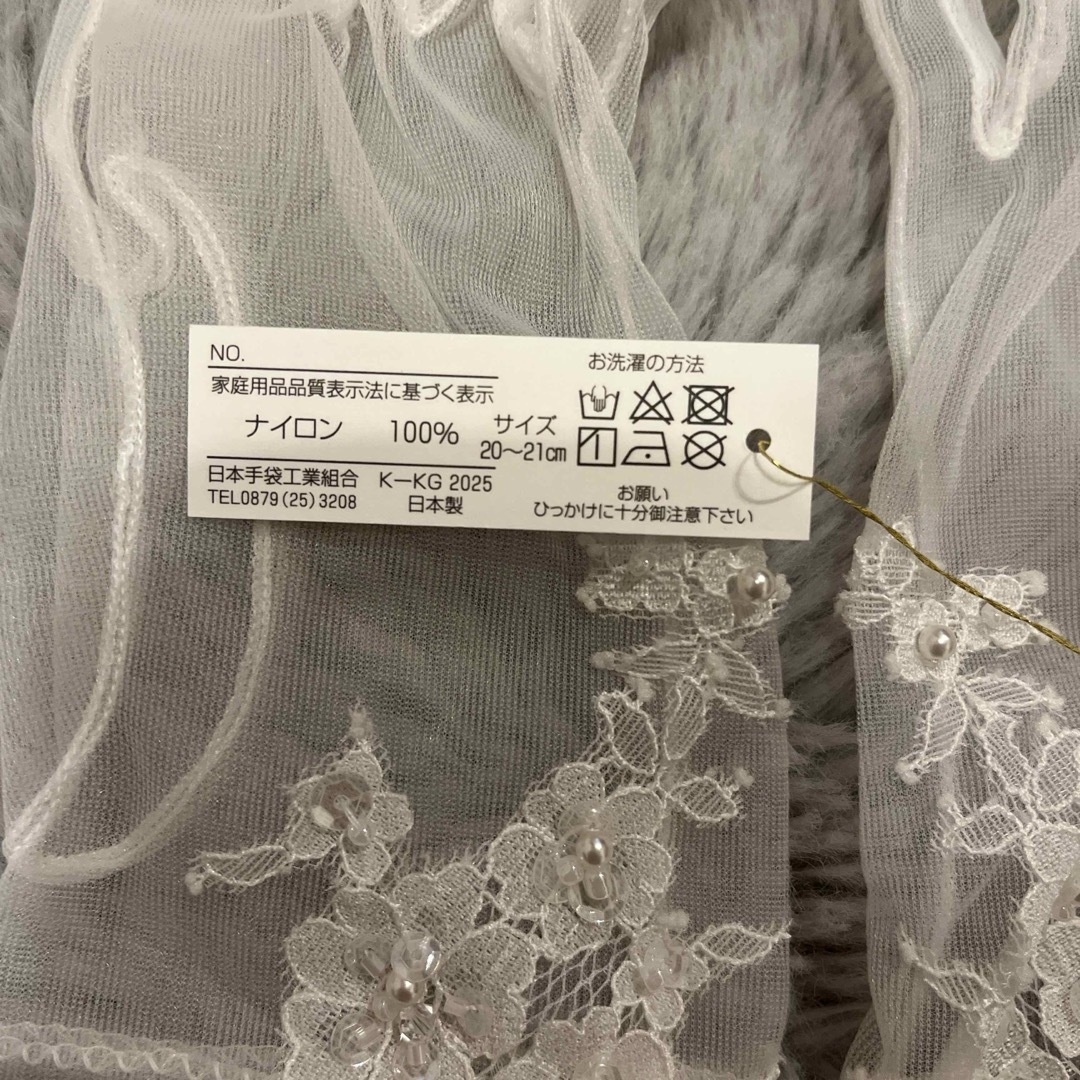 NO.
家庭用品品質表示法に基づく表示
ナイロン 100%
サイズ
20～21cm
日本手袋工業組合 K－KG 2025
TEL0879(25)3208 日本製
お洗濯の方法
お願い
ひっかけに十分御注意下さい